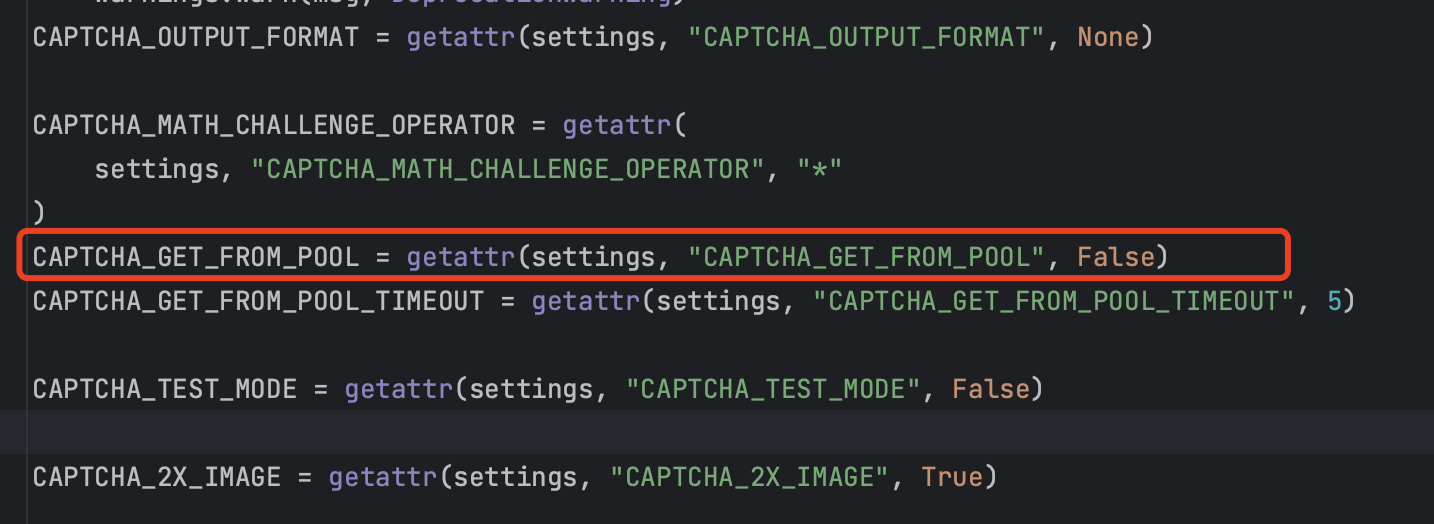 CAPTCHA_OUTPUT_FORMAT = getattr(settings, "CAPTCHA_OUTPUT_FORMAT", None)
CAPTCHA_MATH_CHALLENGE_OPERATOR = getattr(
    settings, "CAPTCHA_MATH_CHALLENGE_OPERATOR", "*"
)
CAPTCHA_GET_FROM_POOL = getattr(settings, "CAPTCHA_GET_FROM_POOL", False)
CAPTCHA_GET_FROM_POOL_TIMEOUT = getattr(settings, "CAPTCHA_GET_FROM_POOL_TIMEOUT", 5)
CAPTCHA_TEST_MODE = getattr(settings, "CAPTCHA_TEST_MODE", False)
CAPTCHA_2X_IMAGE = getattr(settings, "CAPTCHA_2X_IMAGE", True)